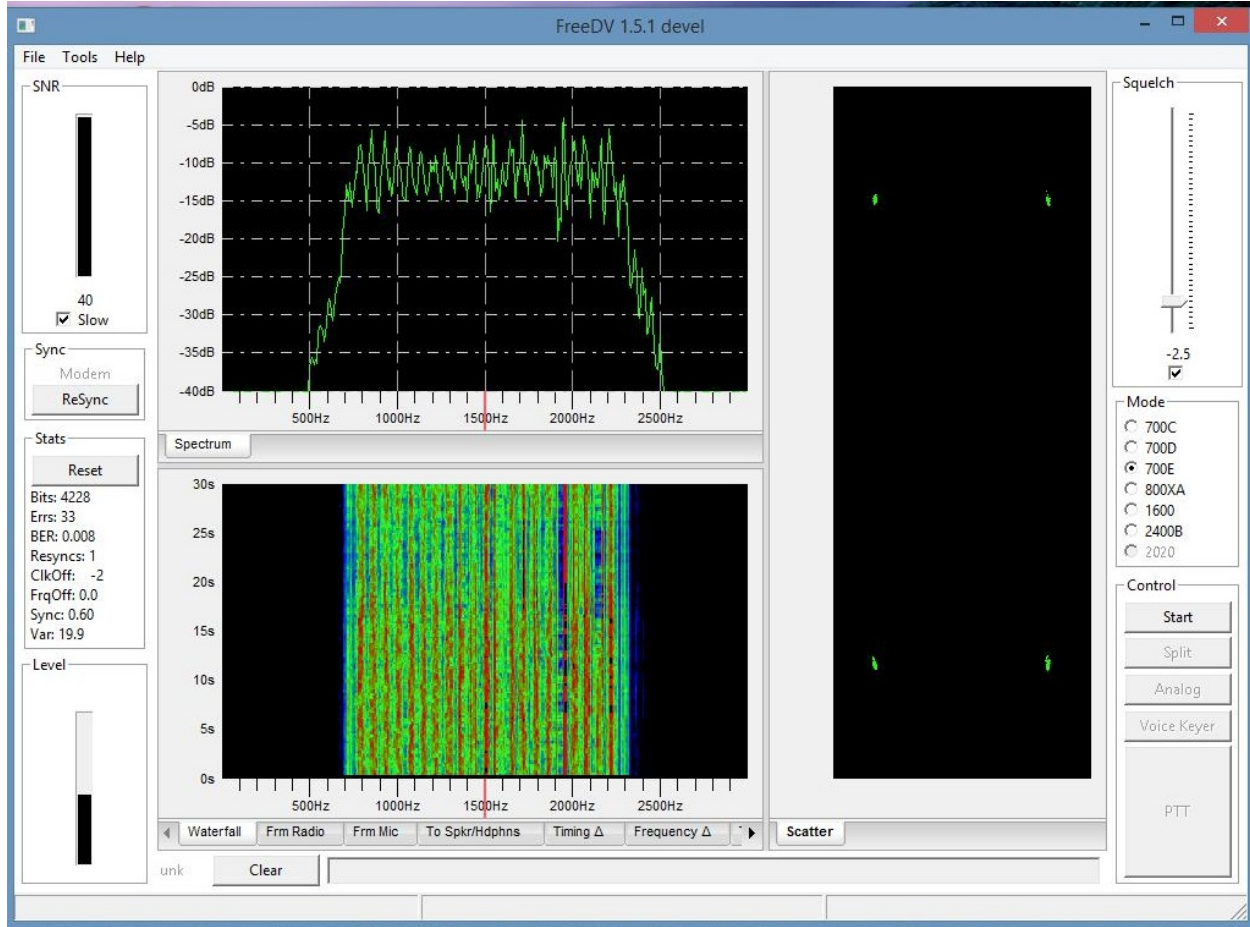 FreeDV 1.5.1 devel
File Tools Help
SNR
40
Slow
Sync
Modem
ReSync
Stats
Reset
Bits: 4228
Errs: 33
BER: 0.008
Resyncs: 1
ClkOff: -2
FrqOff: 0.0
Sync: 0.60
Var: 19.9
Level
0dB
-5dB
-10dB
-15dB
-20dB
-25dB
-30dB
-35dB
-40dB
500Hz 1000Hz 1500Hz 2000Hz 2500Hz
Spectrum
30s
25s
20s
15s
10s
5s
0s
500Hz 1000Hz 1500Hz 2000Hz 2500Hz
Waterfall Frm Radio Frm Mic To Spkr/Hdphns Timing Δ Frequency Δ
Scatter
unk Clear
Squelch
-2.5
Mode
700C
700D
700E
800XA
1600
2400B
2020
Control
Start
Split
Analog
Voice Keyer
PTT